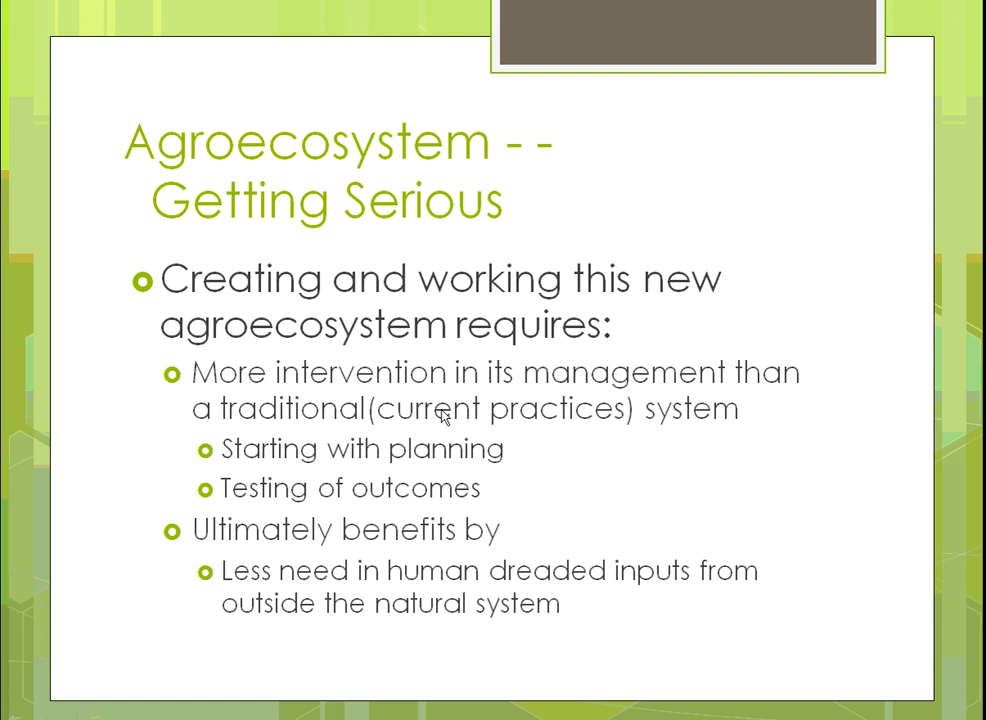 Agroecosystem - -
Getting Serious
Creating and working this new
agroecosystem requires:
More intervention in its management than
a traditional(current practices) system
Starting with planning
Testing of outcomes
Ultimately benefits by
Less need in human dreaded inputs from
outside the natural system